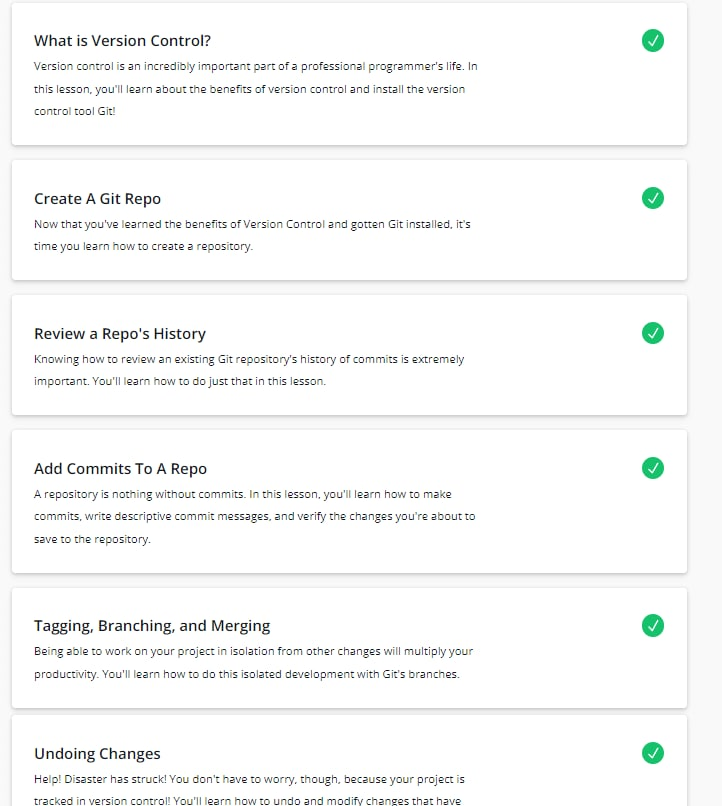 What is Version Control?
Version control is an incredibly important part of a professional programmer's life. In
this lesson, you'll learn about the benefits of version control and install the version
control tool Git!
Create A Git Repo
Now that you've learned the benefits of Version Control and gotten Git installed, it's
time you learn how to create a repository.
Review a Repo's History
Knowing how to review an existing Git repository's history of commits is extremely
important. You'll learn how to do just that in this lesson.
Add Commits To A Repo
A repository is nothing without commits. In this lesson, you'll learn how to make
commits, write descriptive commit messages, and verify the changes you're about to
save to the repository.
Tagging, Branching, and Merging
Being able to work on your project in isolation from other changes will multiply your
productivity. You'll learn how to do this isolated development with Git's branches.
Undoing Changes
Help! Disaster has struck! You don't have to worry, though, because your project is
tracked in version control! You'll learn how to undo and modify changes that have